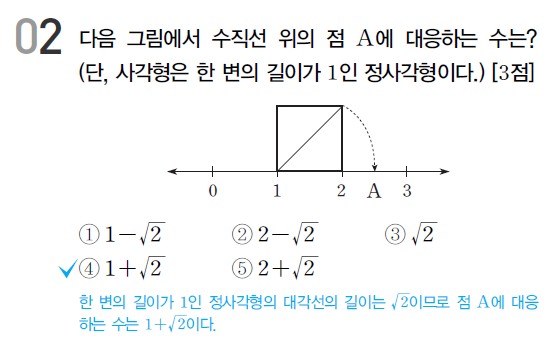 02 다음 그림에서 수직선 위의 점 A에 대응하는 수는?
(단, 사각형은 한 변의 길이가 1인 정사각형이다.) [3점]
0 1 2 A 3
① 1-√2 ② 2-√2 ③ √2
④ 1+√2 ⑤ 2+√2
한 변의 길이가 1인 정사각형의 대각선의 길이는 √2이므로 점 A에 대응
하는 수는 1+√2이다.